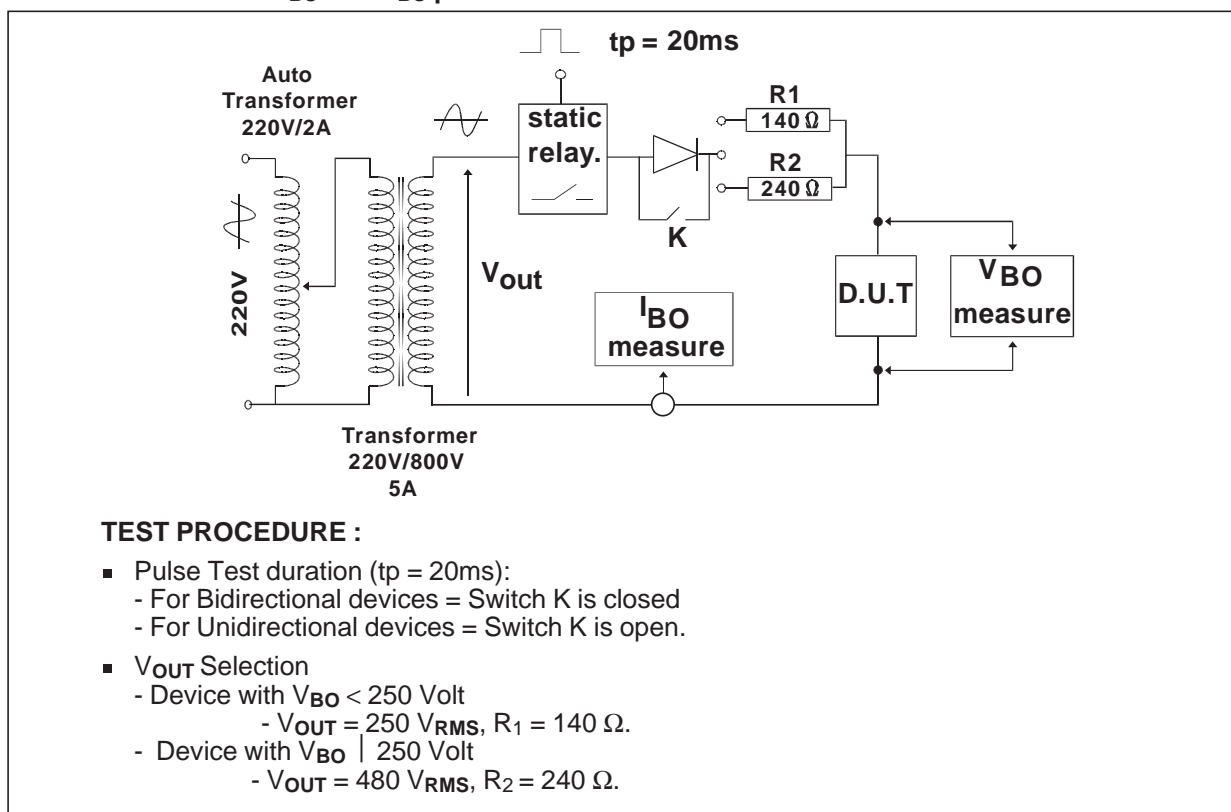 tp = 20ms
Auto
Transformer
220V/2A
static
relay.
R1
140 Ω
R2
240 Ω
K
220V
Vout
IBO
measure
D.U.T
VBO
measure
Transformer
220V/800V
5A
TEST PROCEDURE :
■ Pulse Test duration (tp = 20ms):
- For Bidirectional devices = Switch K is closed
- For Unidirectional devices = Switch K is open.
■ VOUT Selection
- Device with VBO < 250 Volt
- VOUT = 250 VRMS, R1 = 140 Ω.
- Device with VBO | 250 Volt
- VOUT = 480 VRMS, R2 = 240 Ω.